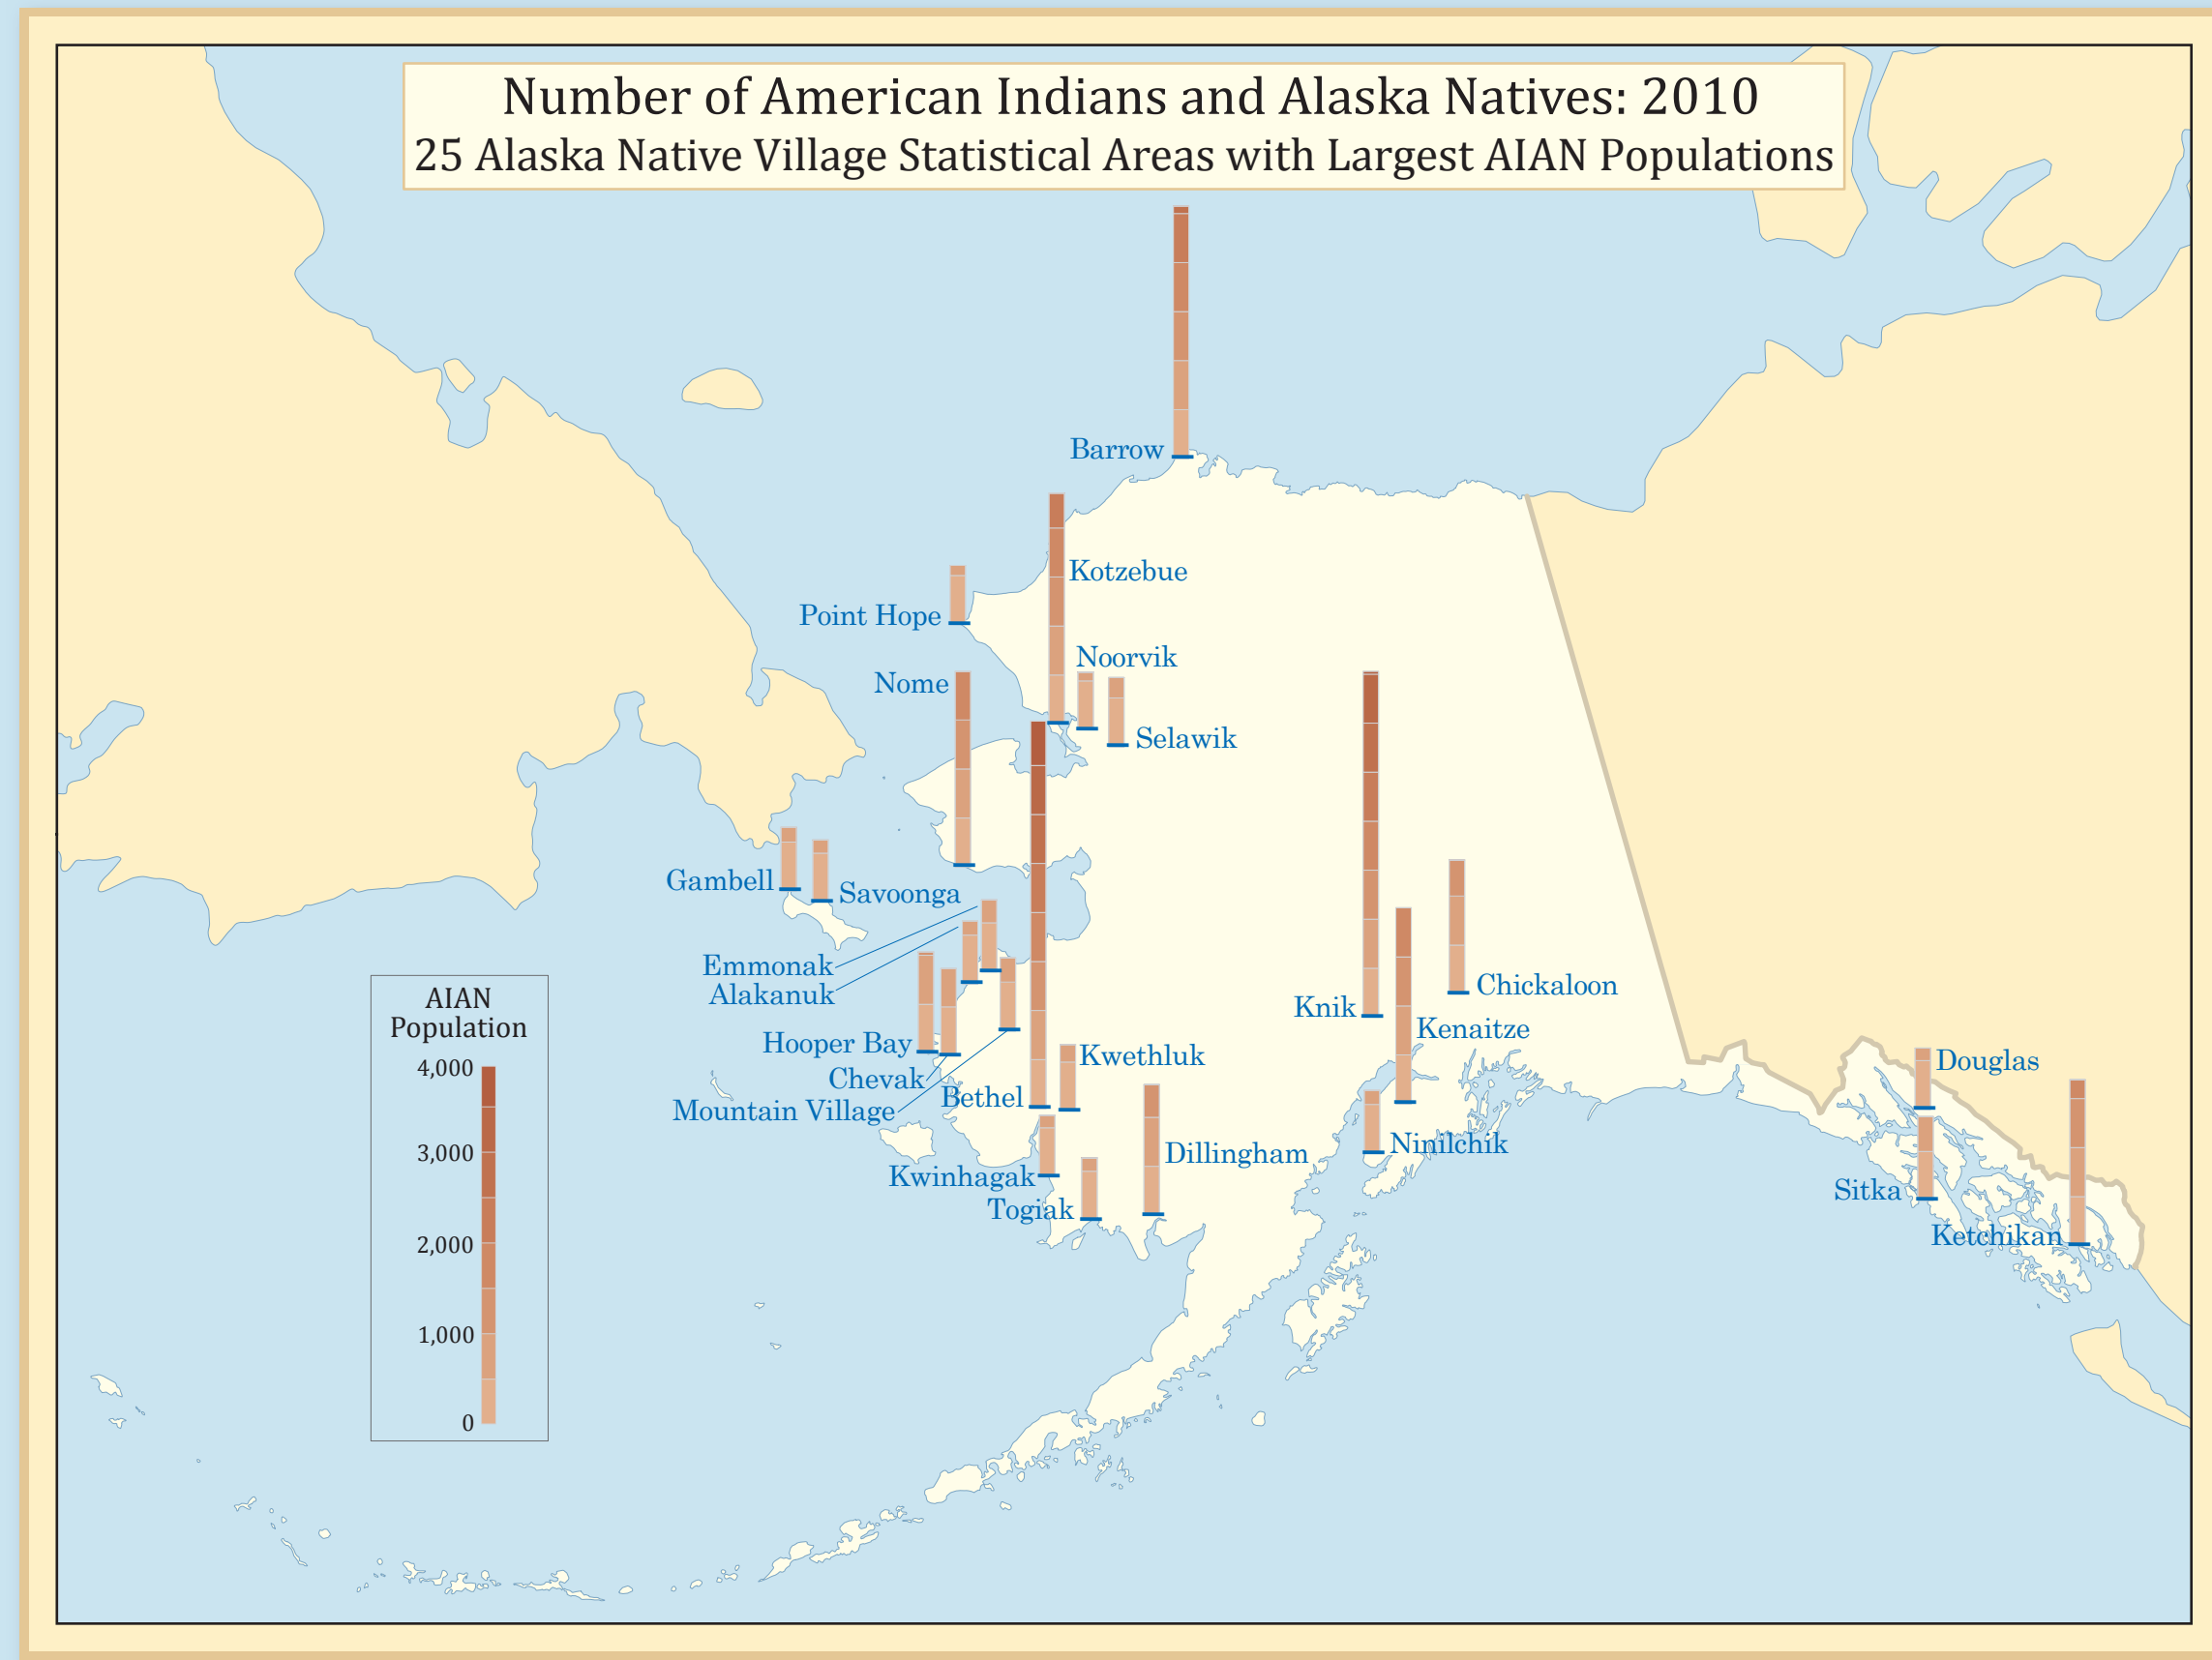 Number of American Indians and Alaska Natives: 2010
25 Alaska Native Village Statistical Areas with Largest AIAN Populations
Barrow
Kotzebue
Point Hope
Noorvik
Nome
Selawik
Gambell
Savoonga
Emmonak
Alakanuk
Chickaloon
Knik
Kenaitze
Hooper Bay
Kwethluk
Douglas
Chevak
Bethel
Mountain Village
Ninilchik
Dillingham
Kwinhagak
Sitka
Togiak
Ketchikan
AIAN
Population
4,000
3,000
2,000
1,000
0